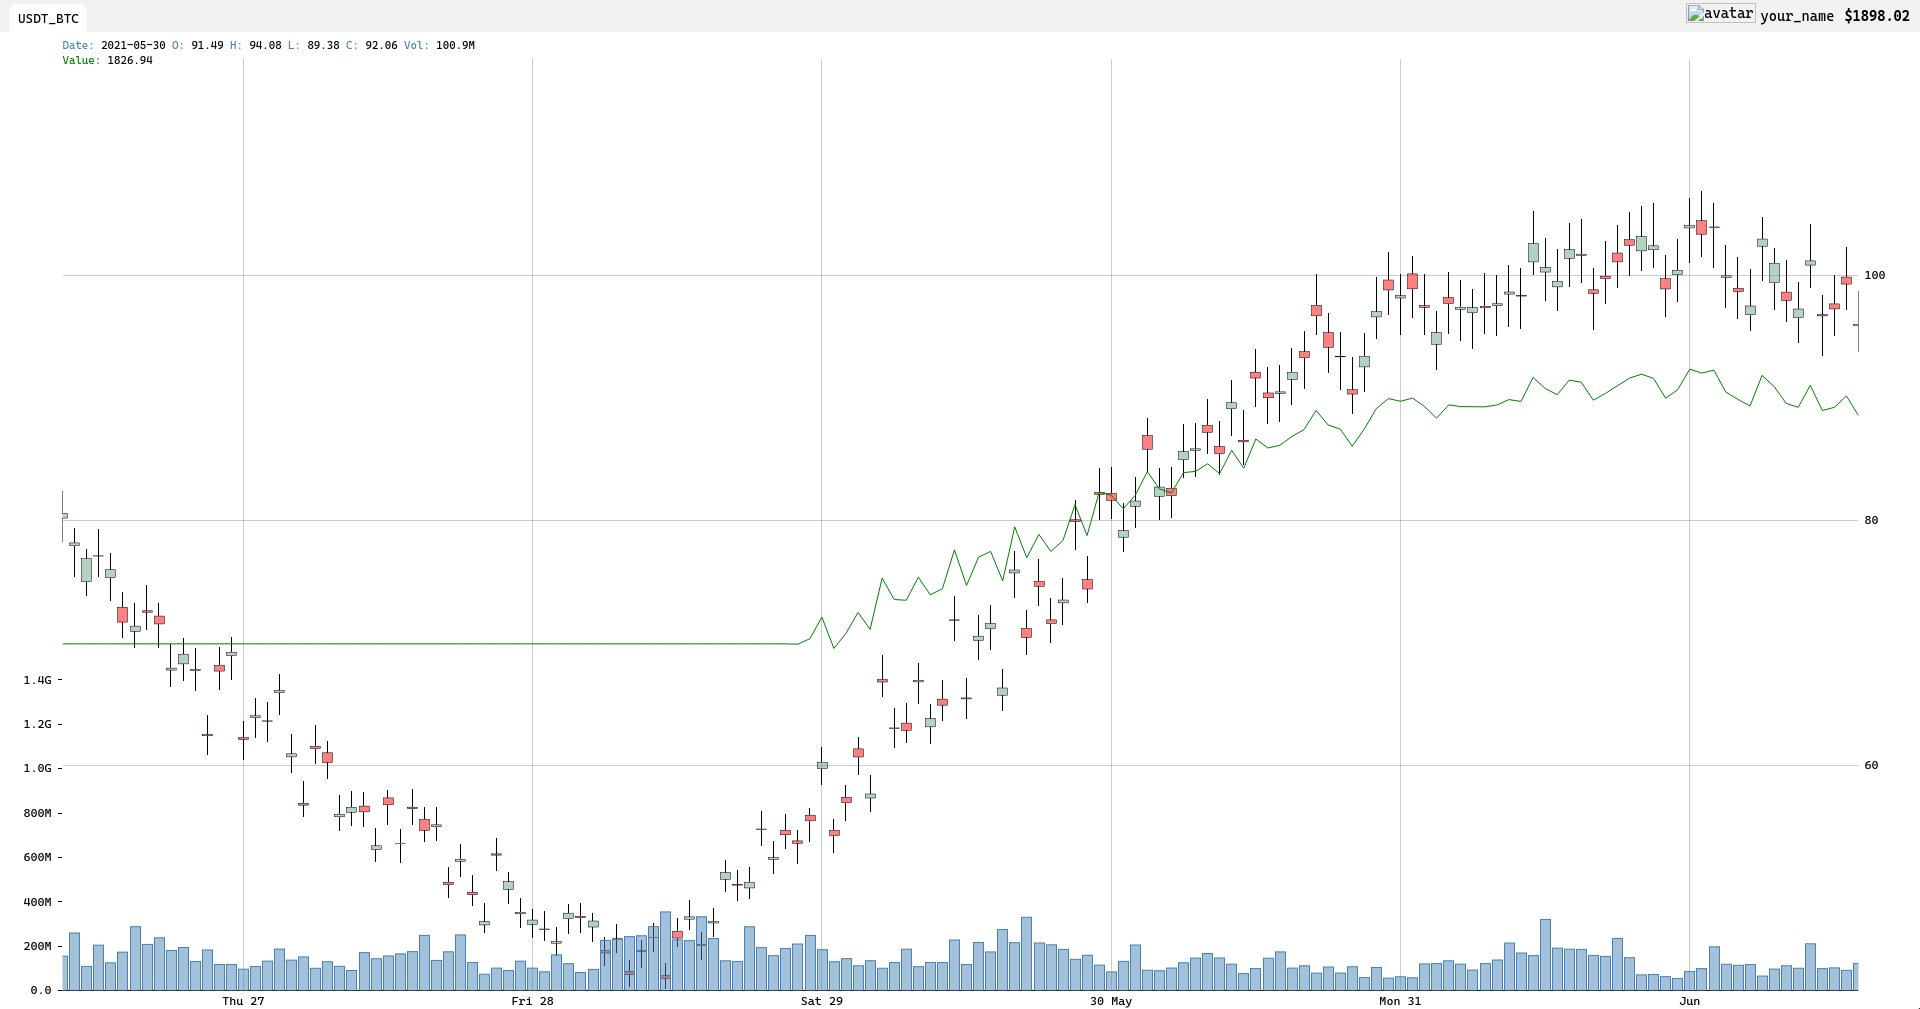 USDT_BTC
avatar your_name $1898.02
Date: 2021-05-30 O: 91.49 H: 94.08 L: 89.38 C: 92.06 Vol: 100.9M
Value: 1826.94
100
80
1.4G
1.2G
1.0G
60
800M
600M
400M
200M
0.0
Thu 27 Fri 28 Sat 29 30 May Mon 31 Jun